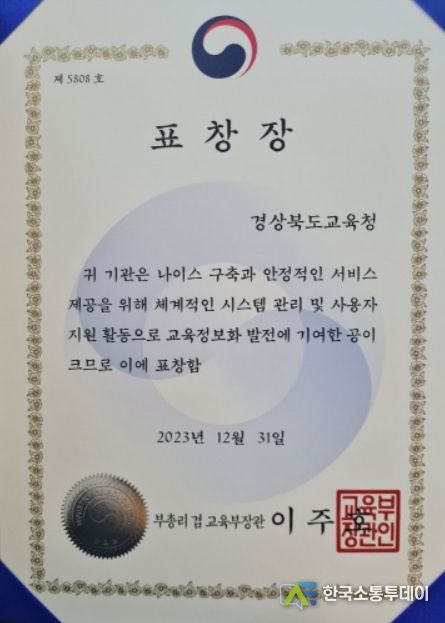 제 5808 호
표 창 장
경상북도교육청
귀 기관은 나이스 구축과 안정적인 서비스
제공을 위해 체계적인 시스템 관리 및 사용자
지원 활동으로 교육정보화 발전에 기여한 공이
크므로 이에 표창함
2023년 12월 31일
부총리 겸 교육부장관 이 주 호
교육부
장관인
한국소통투데이